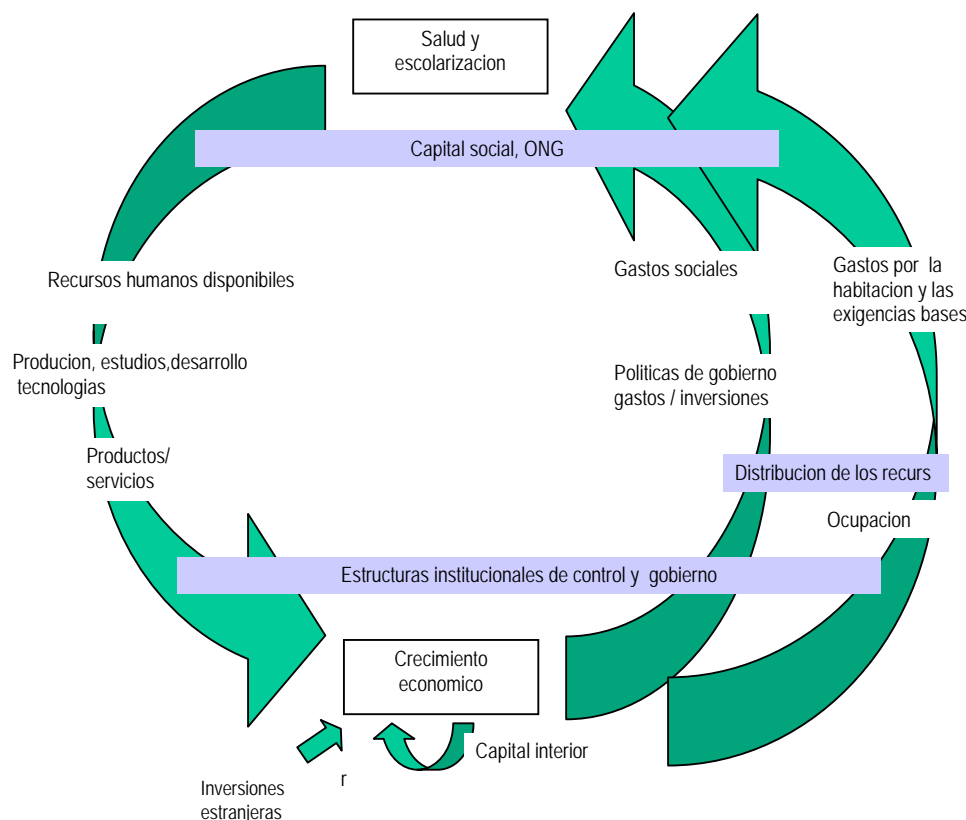 Salud y
escolarizacion
Capital social, ONG
Recursos humanos disponibiles
Gastos sociales
Gastos por la
habitacion y las
exigencias bases
Producion, estudios,desarrollo
tecnologias
Politicas de gobierno
gastos / inversiones
Productos/
servicios
Distribucion de los recurs
Ocupacion
Estructuras institucionales de control y gobierno
Crecimiento
economico
Capital interior
r
Inversiones
estranjeras